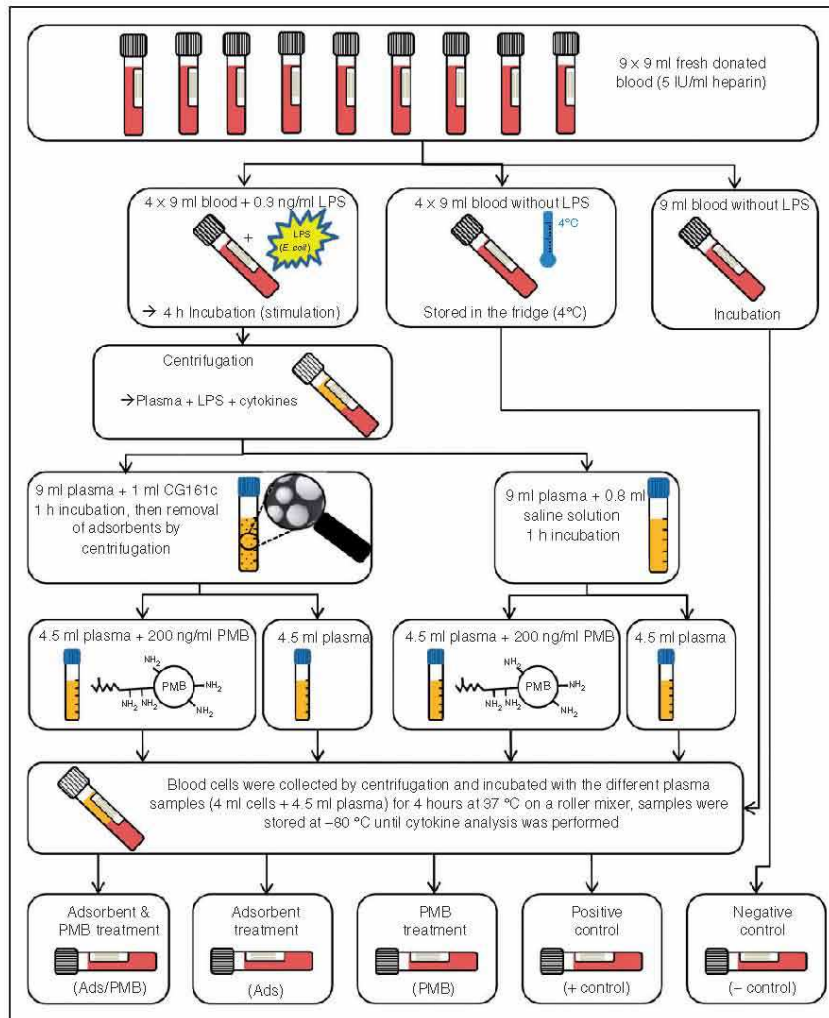 9 × 9 ml fresh donated
blood (5 IU/ml heparin)
4 × 9 ml blood + 0.3 ng/ml LPS
+
LPS
(E. coli)
→ 4 h Incubation (stimulation)
4 × 9 ml blood without LPS
4°C
Stored in the fridge (4°C)
9 ml blood without LPS
Incubation
Centrifugation
→Plasma + LPS + cytokines
9 ml plasma + 1 ml CG161c
1 h incubation, then removal
of adsorbents by
centrifugation
9 ml plasma + 0.8 ml
saline solution
1 h incubation
4.5 ml plasma + 200 ng/ml PMB
NH2
PMB
NH2
NH2 NH2
NH2
4.5 ml plasma
4.5 ml plasma + 200 ng/ml PMB
NH2
PMB
NH2
NH2 NH2
NH2
4.5 ml plasma
Blood cells were collected by centrifugation and incubated with the different plasma
samples (4 ml cells + 4.5 ml plasma) for 4 hours at 37 °C on a roller mixer, samples were
stored at –80 °C until cytokine analysis was performed
Adsorbent &
PMB treatment
(Ads/PMB)
Adsorbent
treatment
(Ads)
PMB
treatment
(PMB)
Positive
control
(+ control)
Negative
control
(– control)